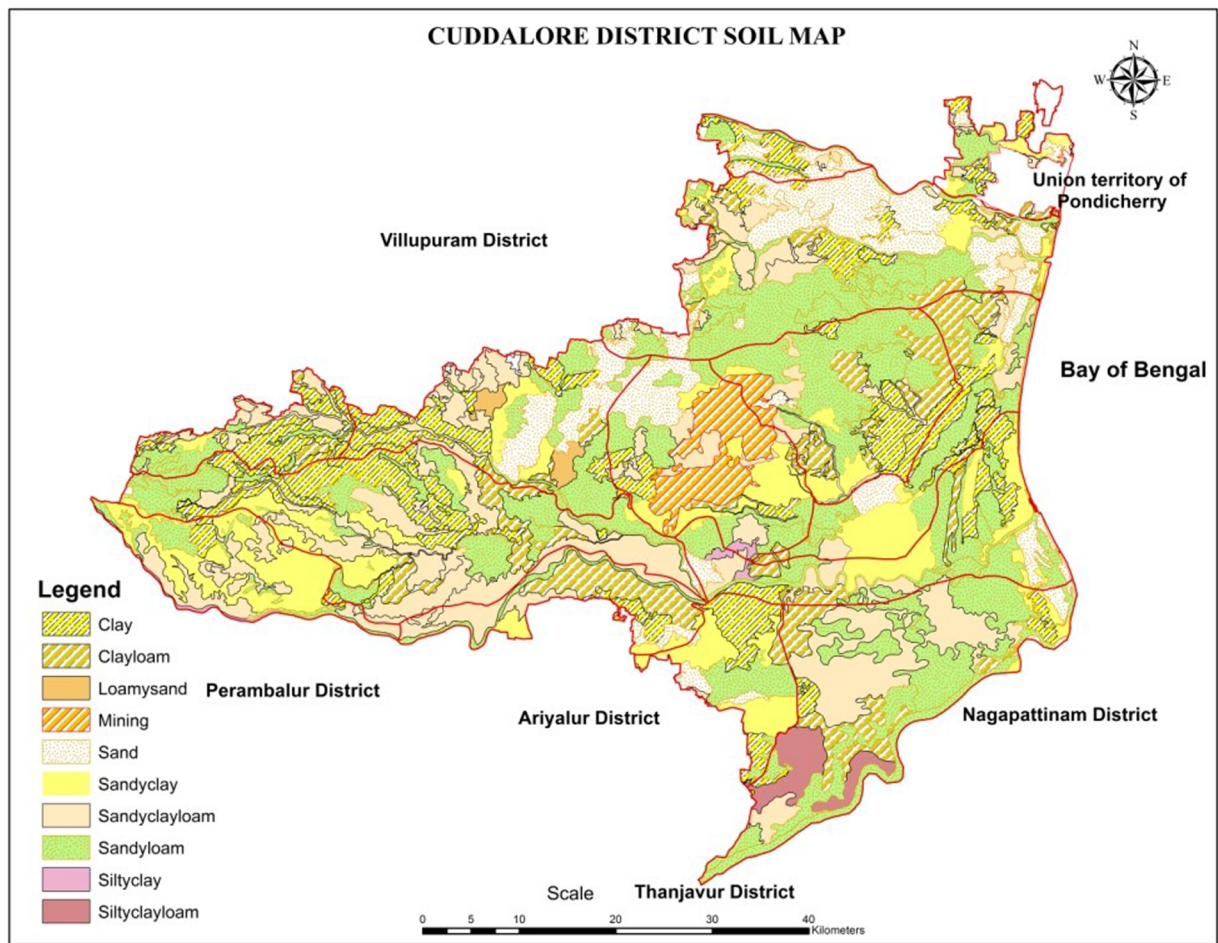 CUDDALORE DISTRICT SOIL MAP
N
W
E
S
Union territory of
Pondicherry
Villupuram District
Bay of Bengal
Legend
Clay
Clayloam
Loamysand
Mining
Sand
Sandyclay
Sandyclayloam
Sandyloam
Siltyclay
Siltyclayloam
Perambalur District
Ariyalur District
Nagapattinam District
Thanjavur District
Scale
0 5 10 20 30 40
Kilometers